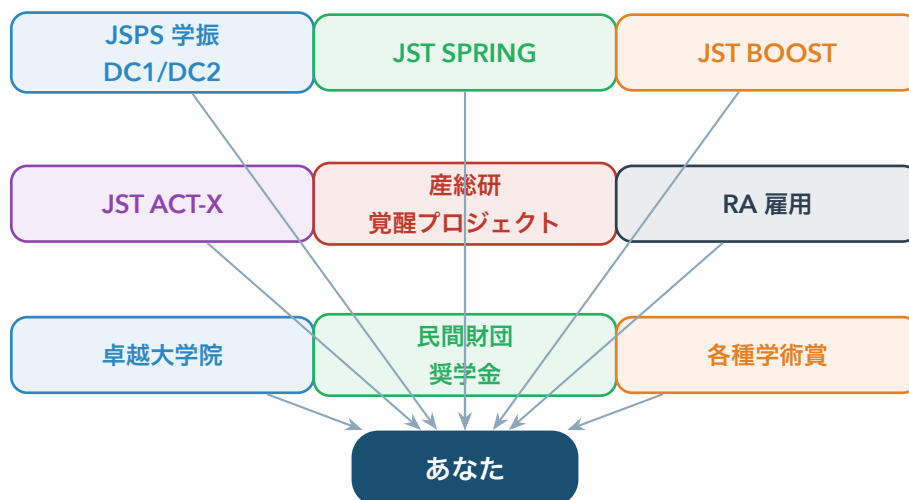 JSPS 学振
DC1/DC2
JST SPRING
JST BOOST
JST ACT-X
産総研
覚醒プロジェクト
RA 雇用
卓越大学院
民間財団
奨学金
各種学術賞
あなた